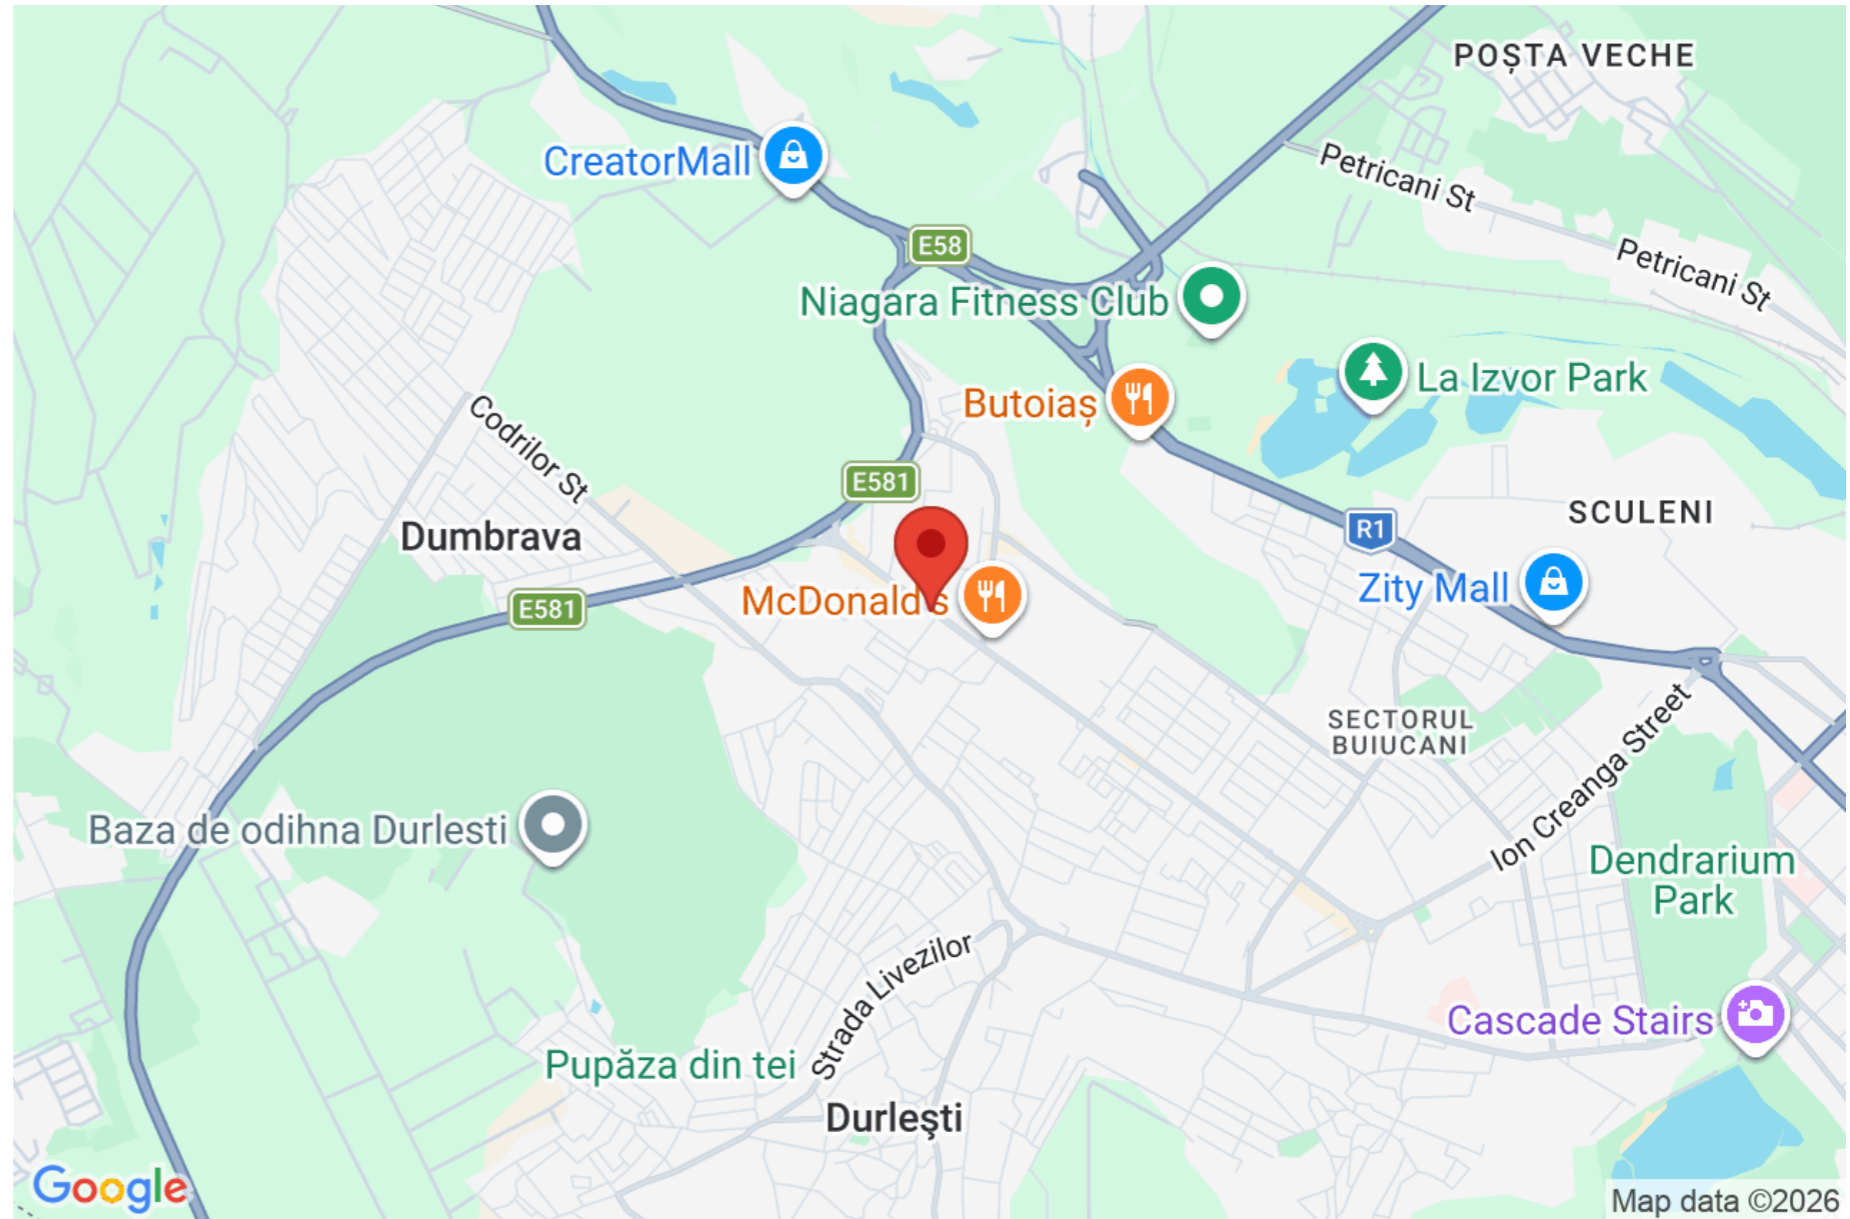 POȘTA VECHE
CreatorMall
Petricani St
E58
Petricani St
Niagara Fitness Club
La Izvor Park
Butoiaș
Codrilor St
E581
SCULENI
Dumbrava
R1
Zity Mall
McDonald's
E581
SECTORUL
BUIUCANI
Ion Creanga Street
Baza de odihna Durlesti
Dendrarium
Park
Strada Livezilor
Cascade Stairs
Pupăza din tei
Durleşti
Google
Map data ©2026